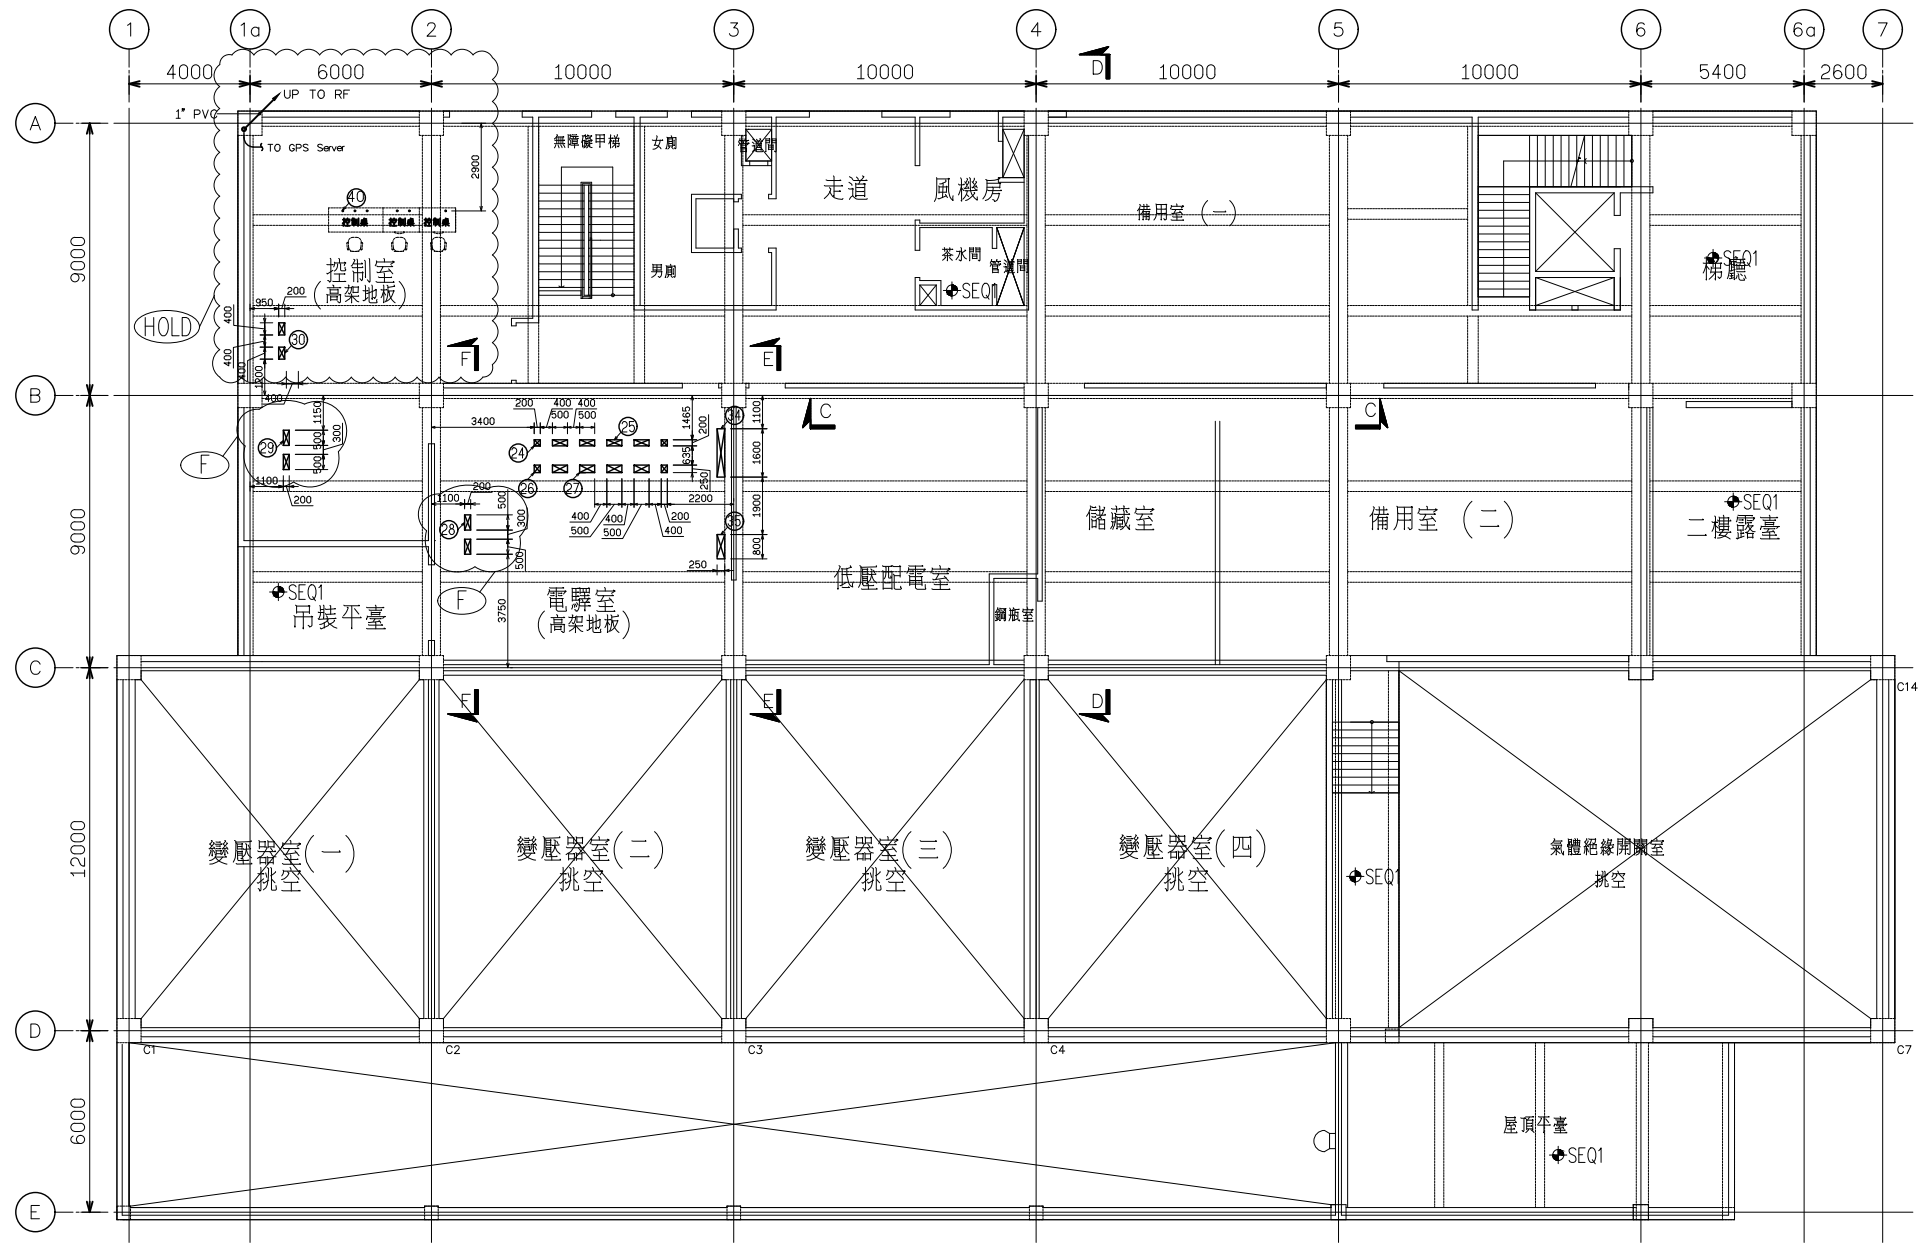 1 1a 2 3 4 5 6 6a 7
4000 6000 10000 10000 10000 10000 5400 2600
D
UP TO RF
1" PVC
TO GPS Server
A
無障礙甲梯
女廁
管道間
2900
走道
風機房
40
控制桌 控制桌 控制桌
備用室 (一)
9000
控制室
(高架地板)
男廁
茶水間
管道間
SEQ1
SEQ1
梯廳
950
200
400
400
400
1200
400
30
HOLD
F
E
B
C
C
1150
500
300
500
29
F
1100
200
3400
200
400
400
500
500
25
24
26
27
1465
200
635
250
34
1100
1600
1900
800
35
250
2200
400
500
400
500
200
400
1100
200
500
300
500
28
F
3750
9000
SEQ1
吊裝平臺
電驛室
(高架地板)
低壓配電室
鋼瓶室
儲藏室
備用室 (二)
SEQ1
二樓露臺
C
C14
F
E
D
12000
變壓器室(一)
挑空
變壓器室(二)
挑空
變壓器室(三)
挑空
變壓器室(四)
挑空
SEQ1
氣體絕緣開關室
挑空
D
C1
C2
C3
C4
C7
6000
屋頂平臺
SEQ1
E